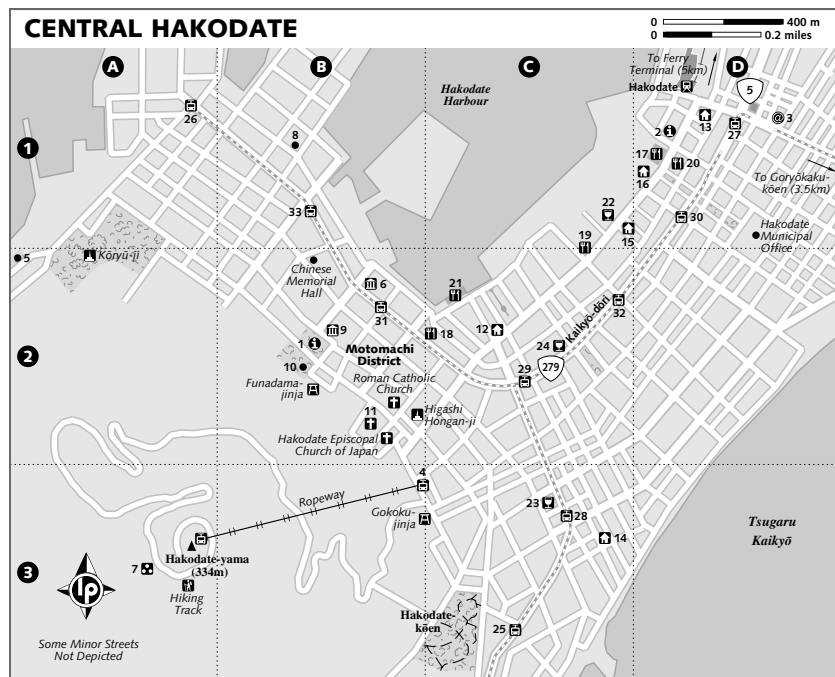 CENTRAL HAKODATE
0 400 m
0 0.2 miles
A
B
C
D
1
2
3
To Ferry
Terminal (5km)
Hakodate
Hakodate
Harbour
5
26
8
2
13
27
@ 3
17
20
16
To Goryōkaku-
kōen (3.5km)
33
22
30
15
19
Hakodate
Municipal
Office
5
Kōryū-ji
Chinese
Memorial
Hall
6
21
31
18
12
32
Kaikyō-dōri
24
279
29
9
1
10
Motomachi
District
Funadama-
jinja
Roman Catholic
Church
11
Higashi
Hongan-ji
Hakodate Episcopal
Church of Japan
4
Ropeway
Gokoku-
jinja
23
28
14
Tsugaru
Kaikyō
Hakodate-yama
(334m)
7
Hiking
Track
lp
Hakodate-
kōen
25
Some Minor Streets
Not Depicted